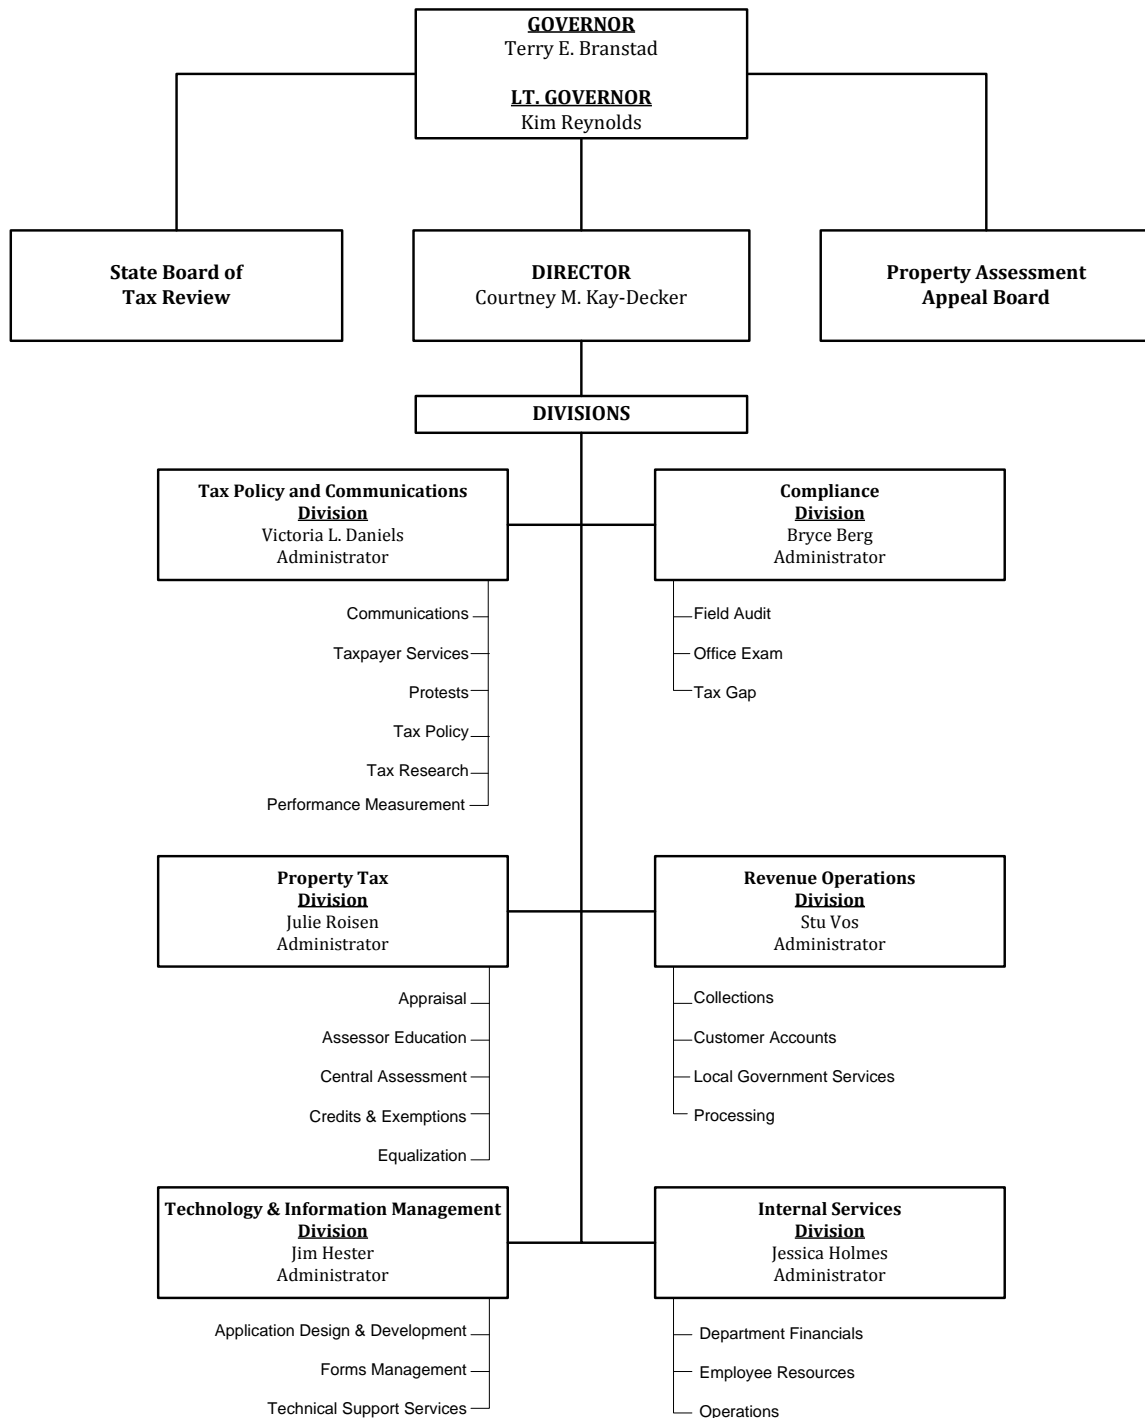 GOVERNOR
Terry E. Branstad
LT. GOVERNOR
Kim Reynolds
State Board of
Tax Review
DIRECTOR
Courtney M. Kay-Decker
Property Assessment
Appeal Board
DIVISIONS
Tax Policy and Communications
Division
Victoria L. Daniels
Administrator
Communications
Taxpayer Services
Protests
Tax Policy
Tax Research
Performance Measurement
Compliance
Division
Bryce Berg
Administrator
Field Audit
Office Exam
Tax Gap
Property Tax
Division
Julie Roisen
Administrator
Appraisal
Assessor Education
Central Assessment
Credits & Exemptions
Equalization
Revenue Operations
Division
Stu Vos
Administrator
Collections
Customer Accounts
Local Government Services
Processing
Technology & Information Management
Division
Jim Hester
Administrator
Application Design & Development
Forms Management
Technical Support Services
Internal Services
Division
Jessica Holmes
Administrator
Department Financials
Employee Resources
Operations